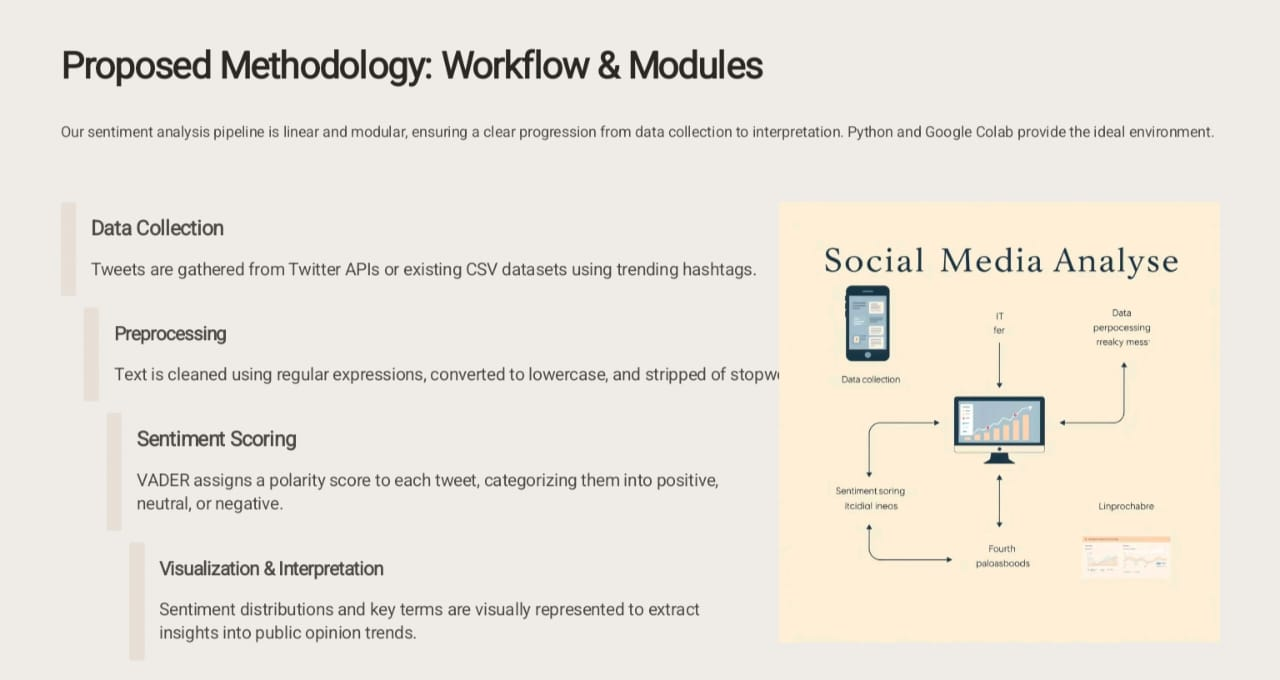 Proposed Methodology: Workflow & Modules
Our sentiment analysis pipeline is linear and modular, ensuring a clear progression from data collection to interpretation. Python and Google Colab provide the ideal environment.
Data Collection
Tweets are gathered from Twitter APIs or existing CSV datasets using trending hashtags.
Preprocessing
Text is cleaned using regular expressions, converted to lowercase, and stripped of
Sentiment Scoring
VADER assigns a polarity score to each tweet, categorizing them into positive,
neutral, or negative.
Visualization & Interpretation
Sentiment distributions and key terms are visually represented to extract
insights into public opinion trends.
Social Media Analyse
IT
fer
Data
perpocessing
rreaky mess
Data collection
Sentiment soring
itcidial ineas
Linprochabre
Fourth
paloasboods